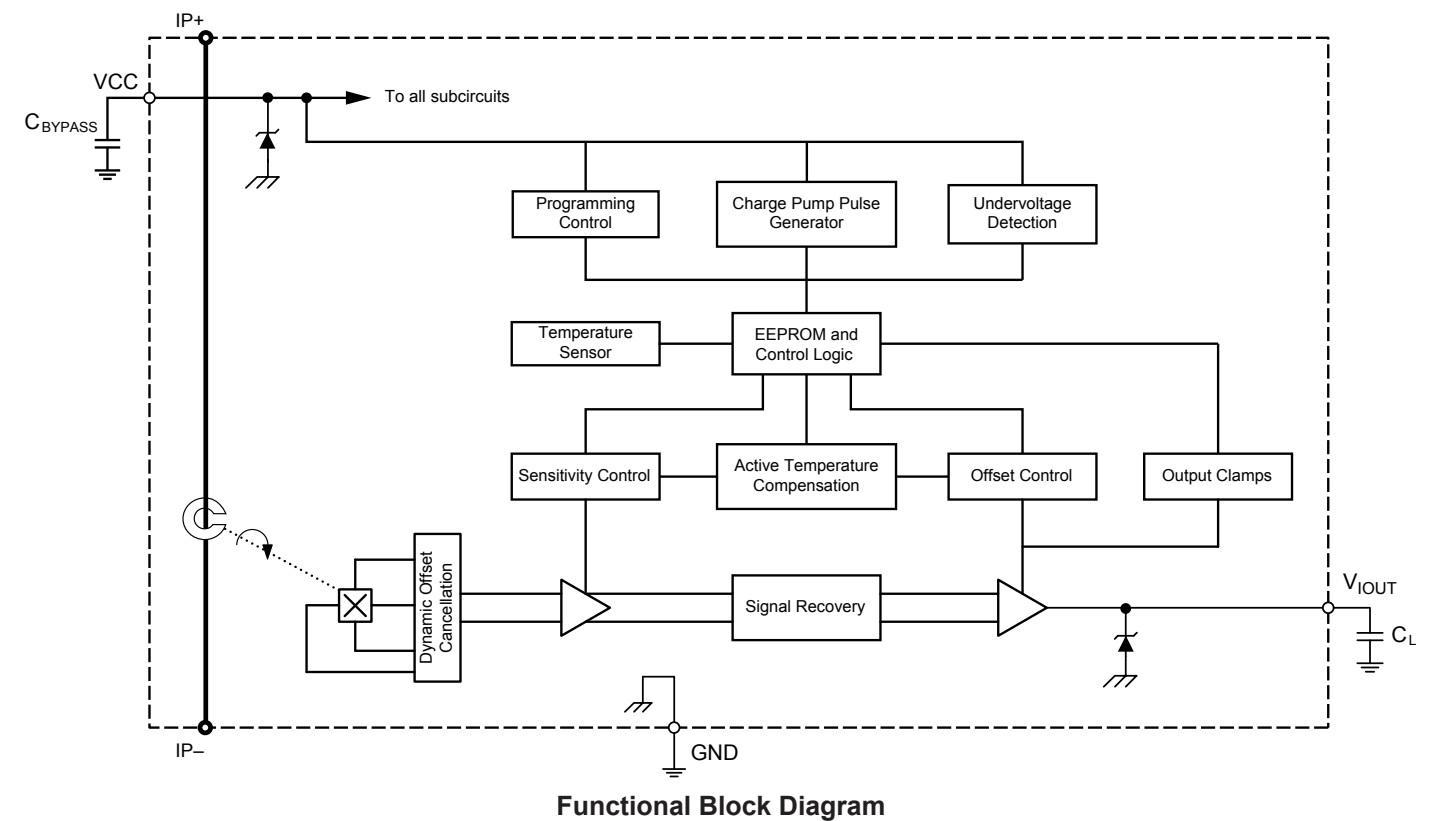 IP+
VCC
To all subcircuits
CBYPASS
Programming
Control
Charge Pump Pulse
Generator
Undervoltage
Detection
Temperature
Sensor
EEPROM and
Control Logic
Sensitivity Control
Active Temperature
Compensation
Offset Control
Output Clamps
Dynamic Offset
Cancellation
Signal Recovery
VIOUT
CL
IP–
GND
Functional Block Diagram